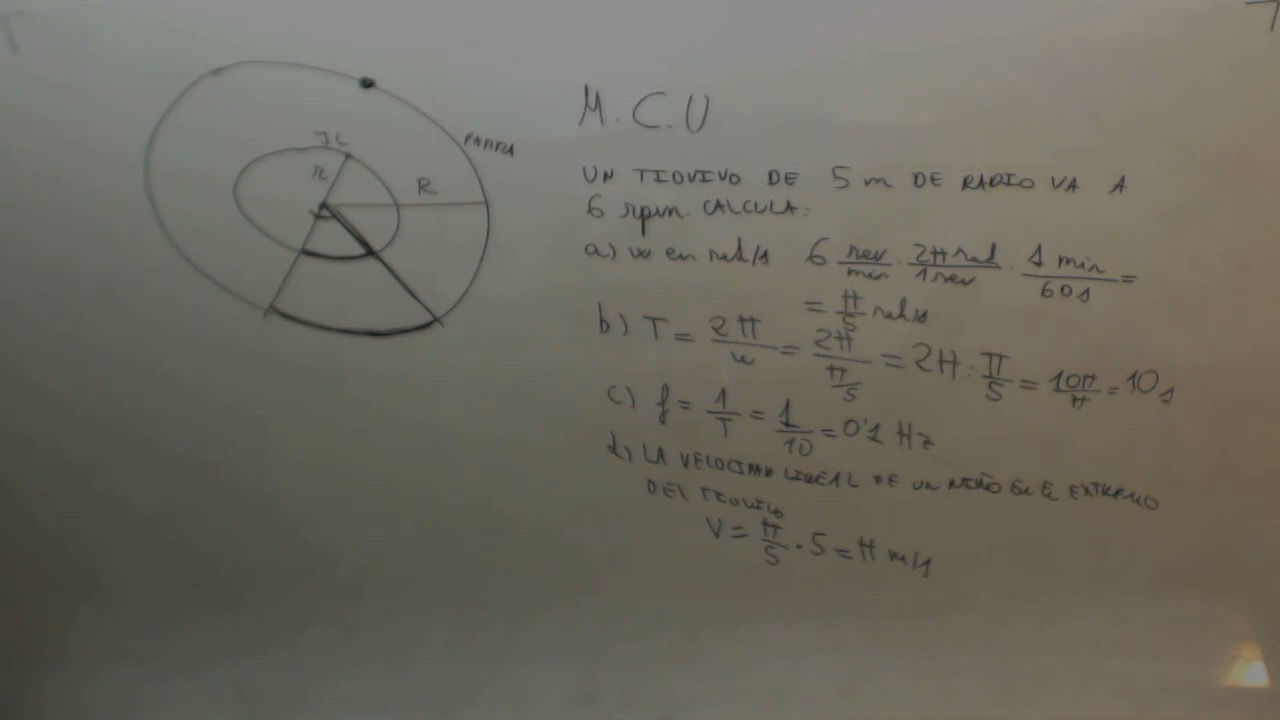 M.C.U
UN TIOVIVO DE 5 m DE RADIO VA A
6 rpm. CALCULA:
a) w en rad/s 6 rev/min · 2π rad/1 rev · 1 min/60 s =
= π/5 rad/s
b) T = 2π/w = 2π/(π/5) = 2π : π/5 = 10π/π = 10 s
c) f = 1/T = 1/10 = 0'1 Hz
d) LA VELOCIDAD LINEAL DE UN NIÑO EN EL EXTREMO
DEL TIOVIVO
V = π/5 · 5 = π m/s
R
R